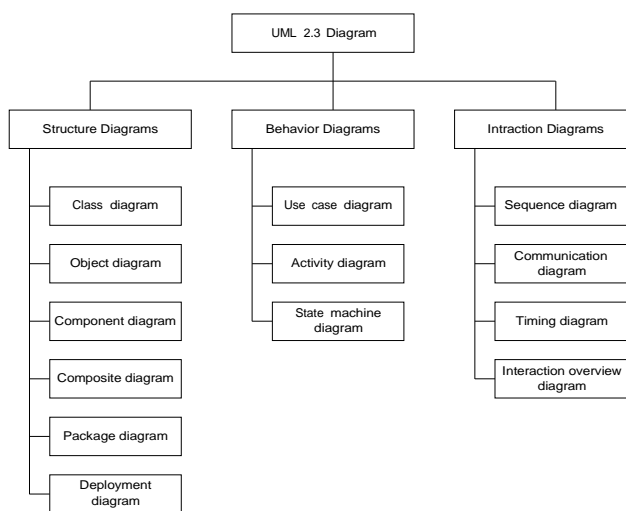 UML 2.3 Diagram
Structure Diagrams
Behavior Diagrams
Intraction Diagrams
Class diagram
Object diagram
Component diagram
Composite diagram
Package diagram
Deployment
diagram
Use case diagram
Activity diagram
State machine
diagram
Sequence diagram
Communication
diagram
Timing diagram
Interaction overview
diagram